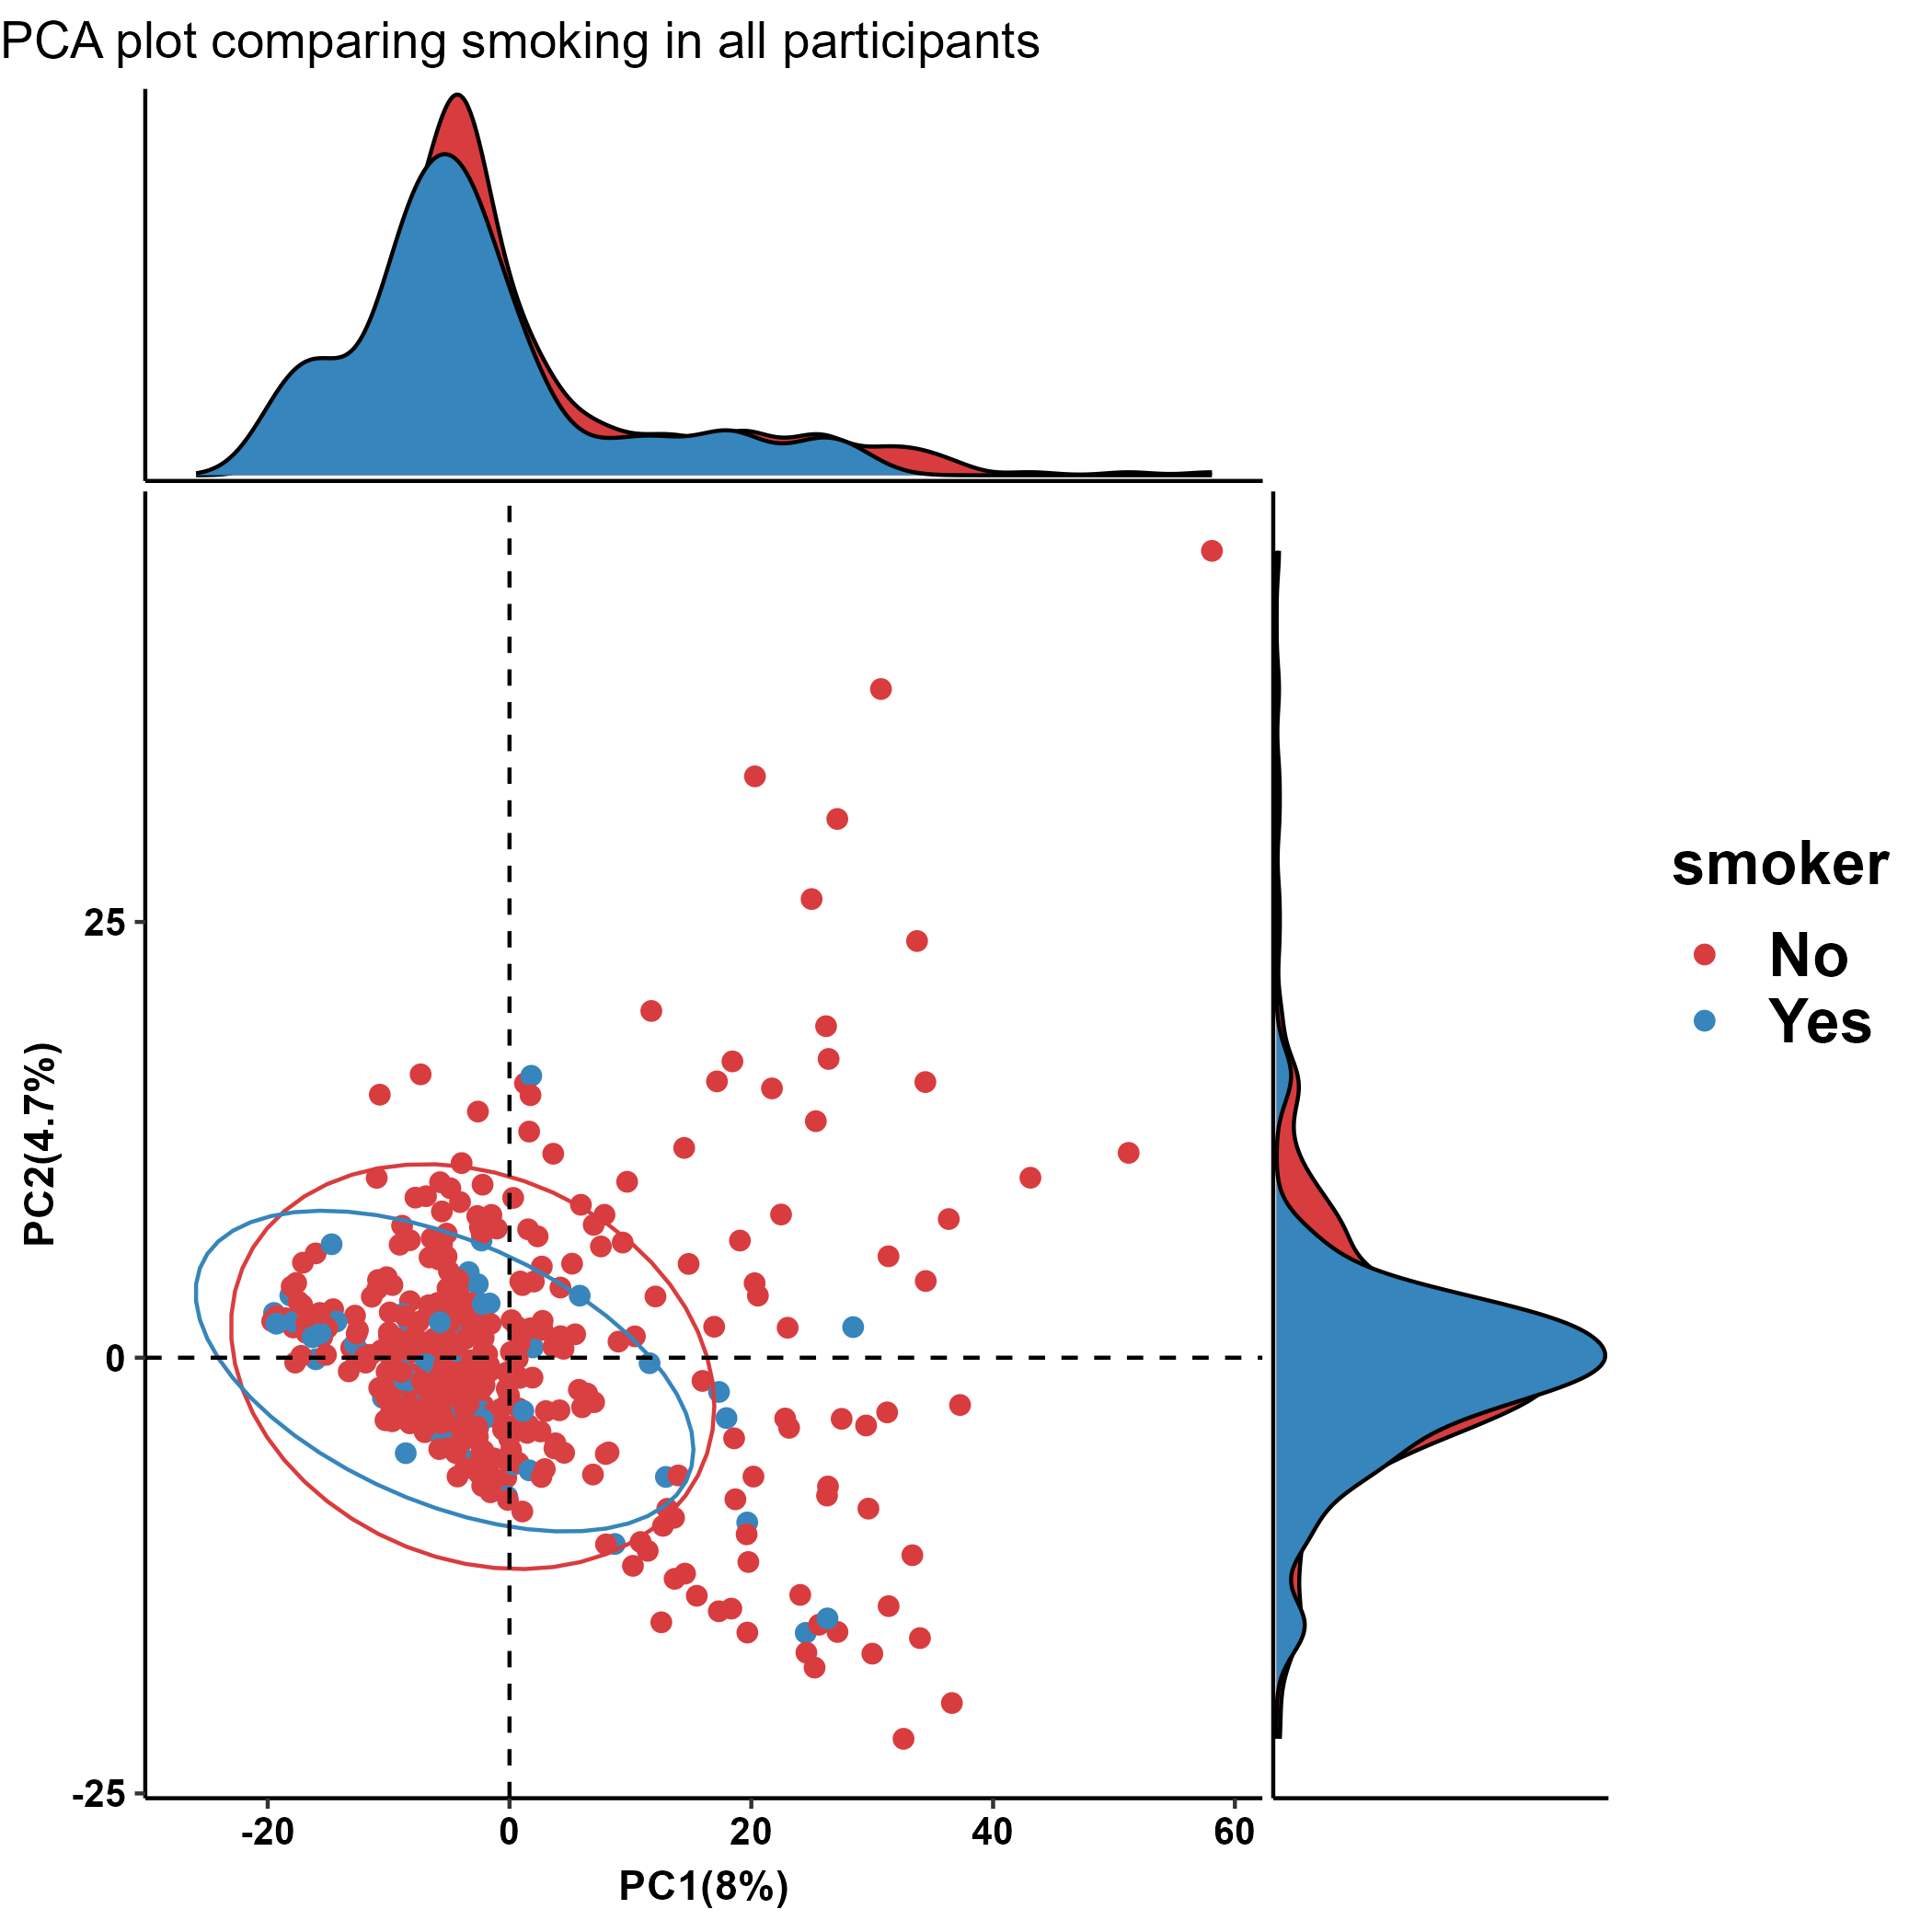 PCA plot comparing smoking in all participants
25
0
-25
PC2(4.7%)
-20 0 20 40 60
PC1(8%)
smoker
No
Yes